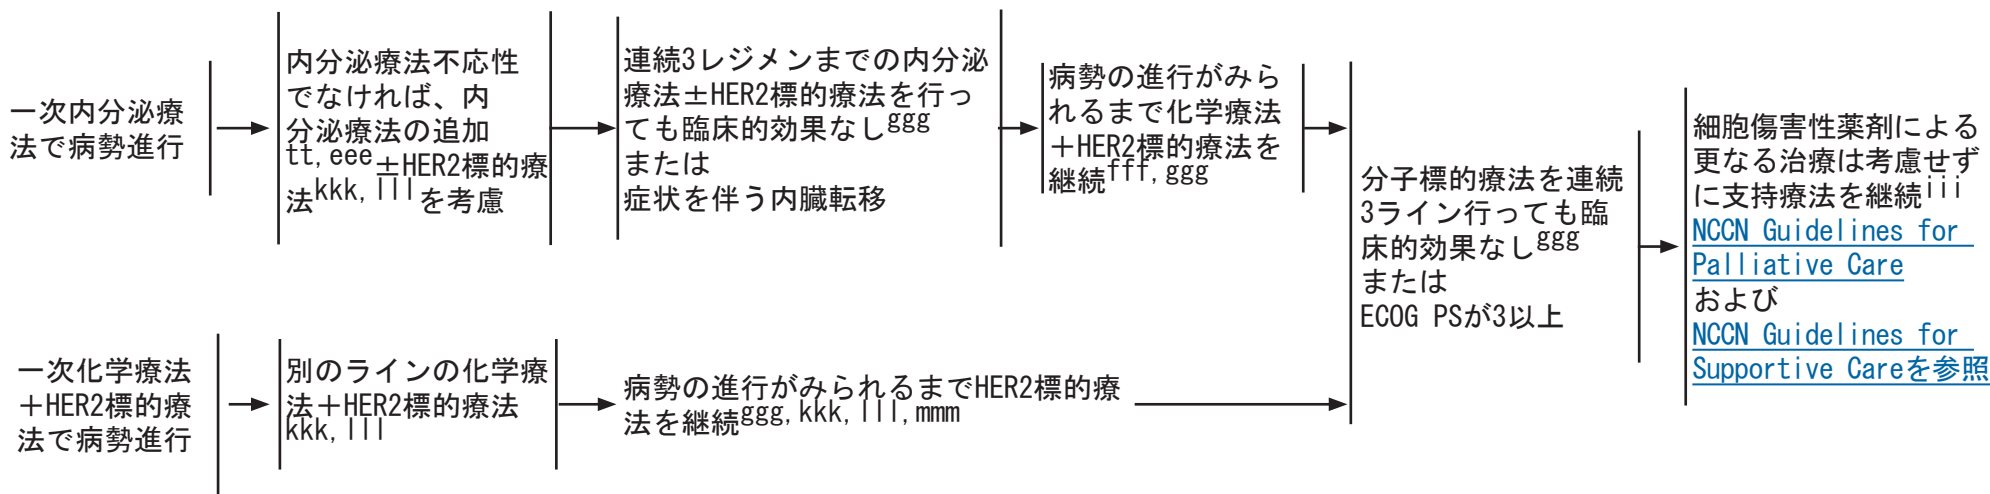 一次内分泌療
法で病勢進行
内分泌療法不応性
でなければ、内
分泌療法の追加
tt,eee±HER2標的療
法kkk,lllを考慮
連続3レジメンまでの内分泌
療法±HER2標的療法を行っ
ても臨床的効果なしggg
または
症状を伴う内臓転移
病勢の進行がみら
れるまで化学療法
＋HER2標的療法を
継続fff,ggg
一次化学療法
＋HER2標的療
法で病勢進行
別のラインの化学療
法＋HER2標的療法
kkk,lll
病勢の進行がみられるまでHER2標的療
法を継続ggg,kkk,lll,mmm
分子標的療法を連続
3ライン行っても臨
床的効果なしggg
または
ECOG PSが3以上
細胞傷害性薬剤による
更なる治療は考慮せず
に支持療法を継続iii
NCCN Guidelines for
Palliative Care
および
NCCN Guidelines for
Supportive Careを参照